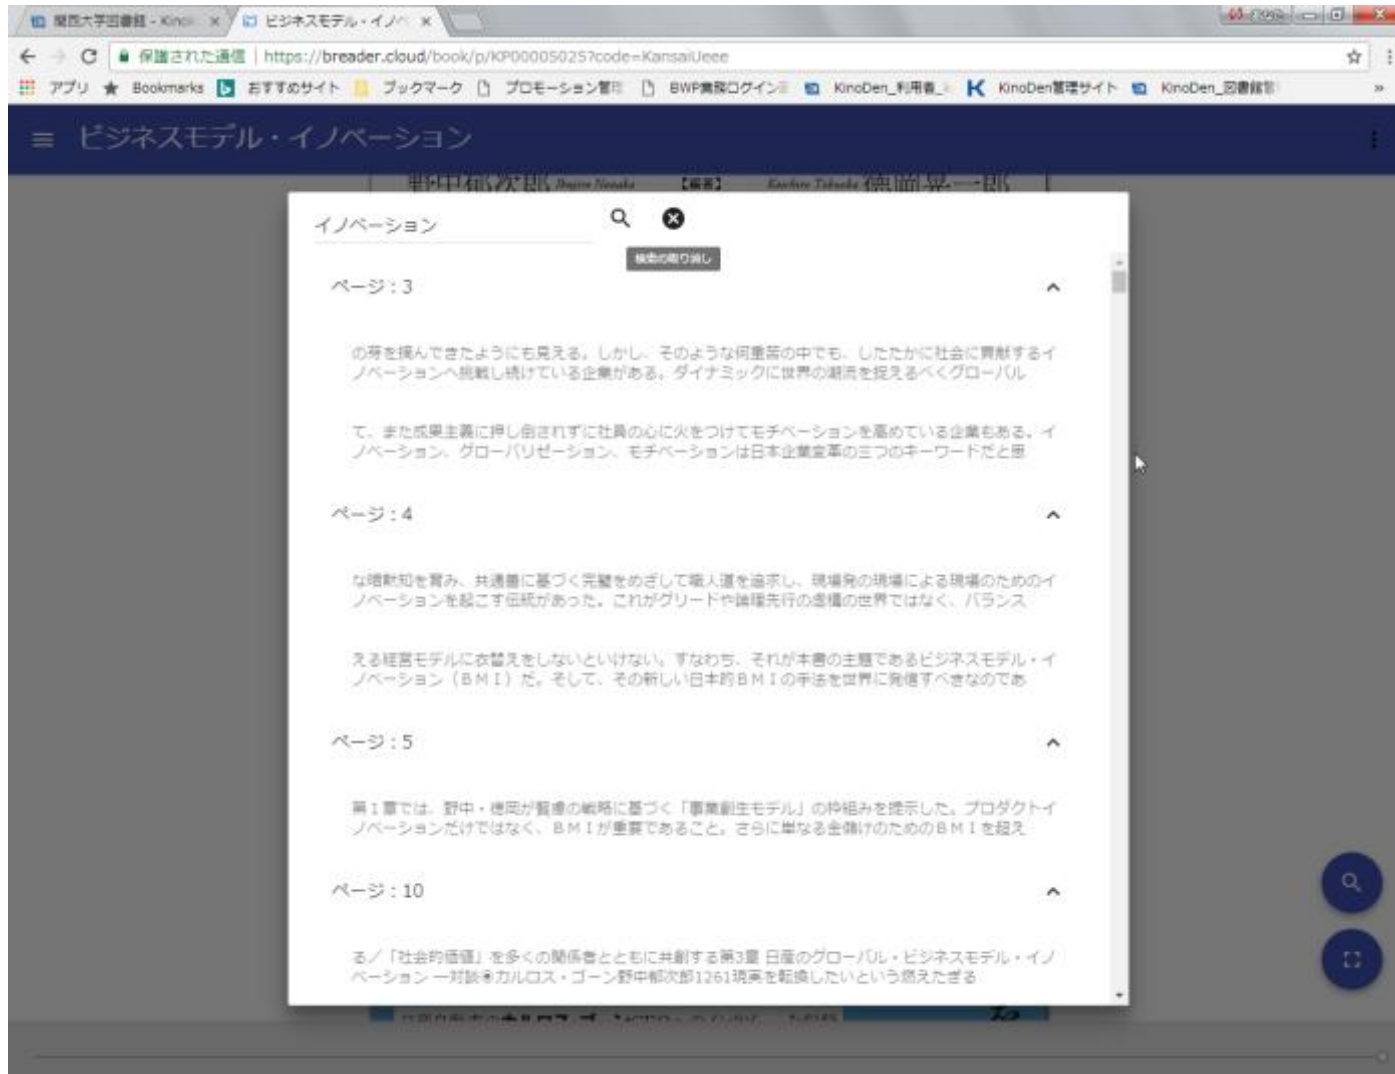 関西大学図書館 - Kino
ビジネスモデル・イノベ
保護された通信 | https://breader.cloud/book/p/KP00005025?code=KansaiUeee
アプリ Bookmarks おすすめサイト ブックマーク プロモーション管理 BWP業務ログイン KinoDen_利用者_ KinoDen管理サイト KinoDen_図書館管
ビジネスモデル・イノベーション
野中郁次郎 Ikujiro Nonaka 【編著】 徳岡晃一郎
イノベーション
検索の取り消し
ページ : 3
の芽を摘んできたようにも見える。しかし、そのような何重苦の中でも、したたかに社会に貢献するイ
ノベーションへ挑戦し続けている企業がある。ダイナミックに世界の潮流を捉えるべくグローバル
て、また成果主義に押し倒されずに社員の心に火をつけてモチベーションを高めている企業もある。イ
ノベーション、グローバリゼーション、モチベーションは日本企業変革の三つのキーワードだと思
ページ : 4
な暗黙知を育み、共通善に基づく完璧をめざして職人道を追求し、現場発の現場による現場のためのイ
ノベーションを起こす伝統があった。これがグリードや論理先行の虚構の世界ではなく、バランス
える経営モデルに衣替えをしないといけない。すなわち、それが本書の主題であるビジネスモデル・イ
ノベーション（ＢＭＩ）だ。そして、その新しい日本的ＢＭＩの手法を世界に発信すべきなのであ
ページ : 5
第１章では、野中・徳岡が賢慮の戦略に基づく「事業創生モデル」の枠組みを提示した。プロダクトイ
ノベーションだけではなく、ＢＭＩが重要であること。さらに単なる金儲けのためのＢＭＩを超え
ページ : 10
る／「社会的価値」を多くの関係者とともに共創する第3章 日産のグローバル・ビジネスモデル・イノ
ベーション ―対談◉カルロス・ゴーン野中郁次郎1261現実を転換したいという燃えたぎる